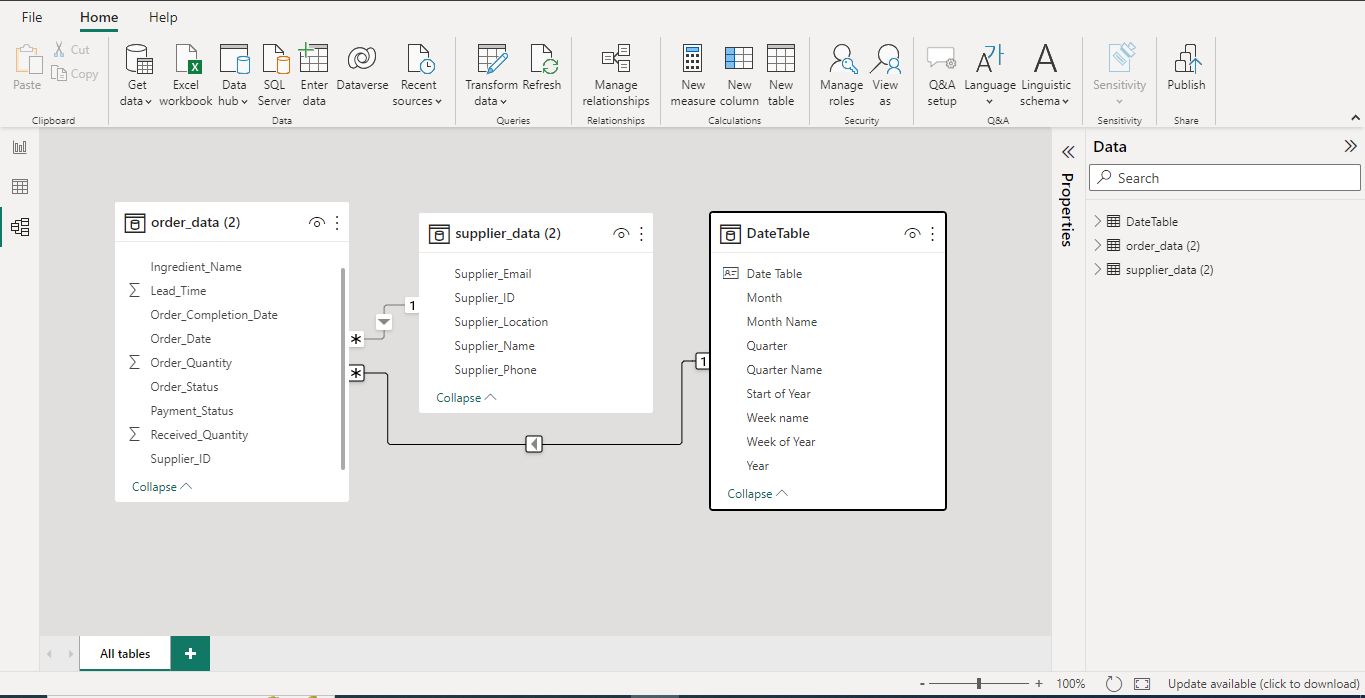 File Home Help
Paste
Cut
Copy
Clipboard
Get data
Excel workbook
Data hub
SQL Server
Enter data
Dataverse
Recent sources
Data
Transform data
Refresh
Queries
Manage relationships
Relationships
New measure
New column
New table
Calculations
Manage roles
View as
Security
Q&A setup
Language
Linguistic schema
Q&A
Sensitivity
Sensitivity
Publish
Share
order_data (2)
Ingredient_Name
Lead_Time
Order_Completion_Date
Order_Date
Order_Quantity
Order_Status
Payment_Status
Received_Quantity
Supplier_ID
Collapse
*
*
1
supplier_data (2)
Supplier_Email
Supplier_ID
Supplier_Location
Supplier_Name
Supplier_Phone
Collapse
1
DateTable
Date Table
Month
Month Name
Quarter
Quarter Name
Start of Year
Week name
Week of Year
Year
Collapse
Properties
Data
Search
DateTable
order_data (2)
supplier_data (2)
All tables
+
- + 100%
Update available (click to download)